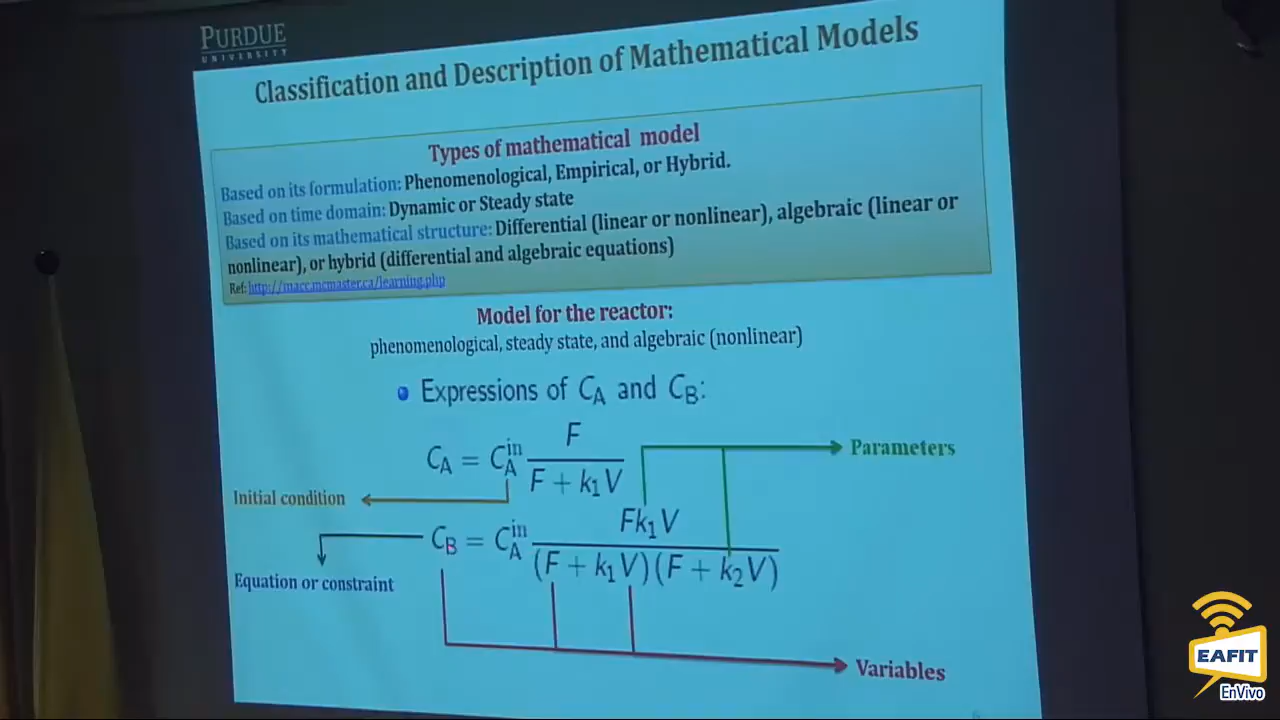 PURDUE
UNIVERSITY
Classification and Description of Mathematical Models
Types of mathematical model
Based on its formulation: Phenomenological, Empirical, or Hybrid.
Based on time domain: Dynamic or Steady state
Based on its mathematical structure: Differential (linear or nonlinear), algebraic (linear or
nonlinear), or hybrid (differential and algebraic equations)
Ref: http://macc.mcmaster.ca/learning.php
Model for the reactor:
phenomenological, steady state, and algebraic (nonlinear)
Expressions of C_A and C_B:
C_A = C_A^in F / (F + k_1V)
Parameters
Initial condition
C_B = C_A^in Fk_1V / ((F + k_1V)(F + k_2V))
Equation or constraint
Variables
EAFIT
EnVivo